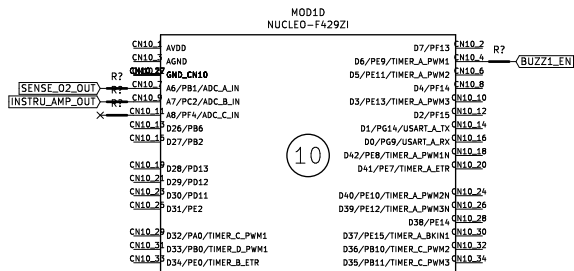 MOD1D
NUCLEO-F429ZI
CN10_1 AVDD D7/PF13 CN10_2
CN10_3 AGND D6/PE9/TIMER_A_PWM1 CN10_4 R? BUZZ1_EN
GND_CN10 D5/PE11/TIMER_A_PWM2 CN10_6
SENSE_O2_OUT R? CN10_7 A6/PB1/ADC_A_IN D4/PF14 CN10_8
INSTRU_AMP_OUT R? CN10_9 A7/PC2/ADC_B_IN D3/PE13/TIMER_A_PWM3 CN10_10
R? CN10_11 A8/PF4/ADC_C_IN D2/PF15 CN10_12
CN10_13 D26/PB6 D1/PG14/USART_A_TX CN10_14
CN10_15 D27/PB2 D0/PG9/USART_A_RX CN10_16
D42/PE8/TIMER_A_PWM1N CN10_18
CN10_19 D28/PD13 D41/PE7/TIMER_A_ETR CN10_20
CN10_21 D29/PD12
CN10_23 D30/PD11 D40/PE10/TIMER_A_PWM2N CN10_24
CN10_25 D31/PE2 D39/PE12/TIMER_A_PWM3N CN10_26
D38/PE14 CN10_28
CN10_29 D32/PA0/TIMER_C_PWM1 D37/PE15/TIMER_A_BKIN1 CN10_30
CN10_31 D33/PB0/TIMER_D_PWM1 D36/PB10/TIMER_C_PWM2 CN10_32
CN10_33 D34/PE0/TIMER_B_ETR D35/PB11/TIMER_C_PWM3 CN10_34
10